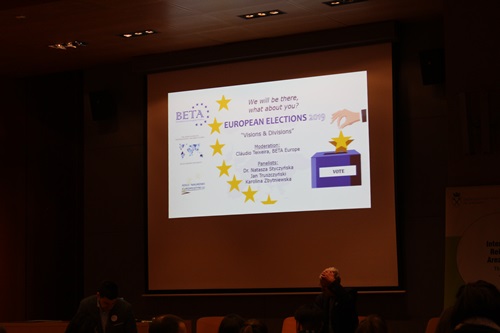 BETA
We will be there,
what about you?
EUROPEAN ELECTIONS 2019
"Visions & Divisions"
Moderation:
Cláudio Teixeira, BETA Europe
Panelists:
Dr. Natasza Styczyńska
Jan Truszczyński
Karolina Zbytniewska
VOTE